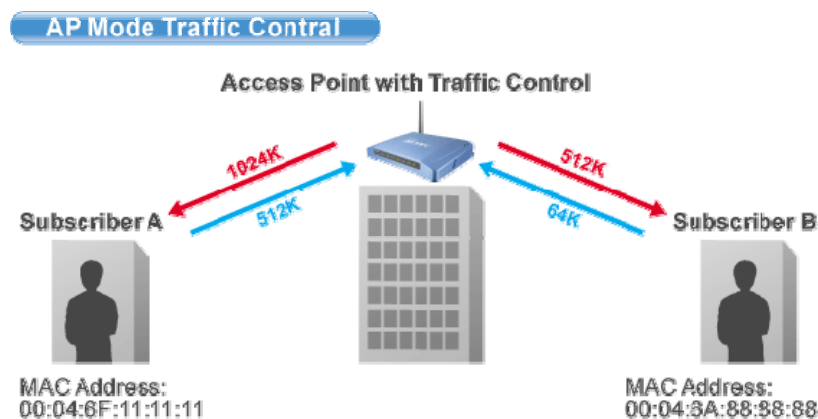 AP Mode Traffic Contral
Access Point with Traffic Control
1024K
512K
512K
64K
Subscriber A
Subscriber B
MAC Address:
00:04:6F:11:11:11
MAC Address:
00:04:3A:88:88:88